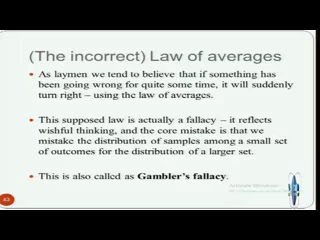 (The incorrect) Law of averages
• As laymen we tend to believe that if something has
been going wrong for quite some time, it will suddenly
turn right – using the law of averages.
• This supposed law is actually a fallacy – it reflects
wishful thinking, and the core mistake is that we
mistake the distribution of samples among a small set
of outcomes for the distribution of a larger set.
• This is also called as Gambler's fallacy.
43